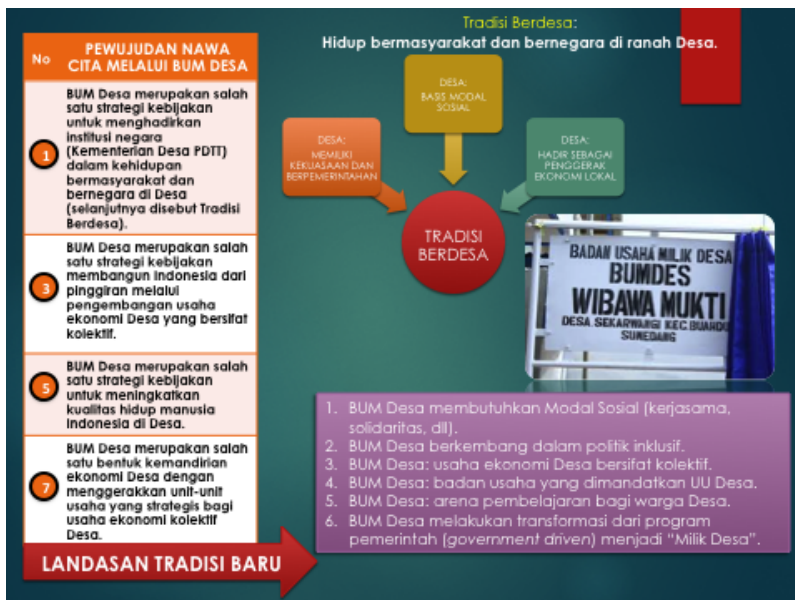 Tradisi Berdesa:
Hidup bermasyarakat dan bernegara di ranah Desa.
No
PEWUJUDAN NAWA
CITA MELALUI BUM DESA
1
BUM Desa merupakan salah
satu strategi kebijakan
untuk menghadirkan
institusi negara
(Kementerian Desa PDTT)
dalam kehidupan
bermasyarakat dan
bernegara di Desa
(selanjutnya disebut Tradisi
Berdesa).
3
BUM Desa merupakan salah
satu strategi kebijakan
membangun Indonesia dari
pinggiran melalui
pengembangan usaha
ekonomi Desa yang bersifat
kolektif.
5
BUM Desa merupakan salah
satu strategi kebijakan
untuk meningkatkan
kualitas hidup manusia
Indonesia di Desa.
7
BUM Desa merupakan salah
satu bentuk kemandirian
ekonomi Desa dengan
menggerakkan unit-unit
usaha yang strategis bagi
usaha ekonomi kolektif
Desa.
LANDASAN TRADISI BARU
DESA:
MEMILIKI
KEKUASAAN DAN
BERPEMERINTAHAN
DESA:
BASIS MODAL
SOSIAL
DESA:
HADIR SEBAGAI
PENGGERAK
EKONOMI LOKAL
TRADISI
BERDESA
BADAN USAHA MILIK DESA
BUMDES
WIBAWA MUKTI
DESA SEKARWANGI KEC.BUAHDU
SUMEDANG
1. BUM Desa membutuhkan Modal Sosial (kerjasama,
solidaritas, dll).
2. BUM Desa berkembang dalam politik inklusif.
3. BUM Desa: usaha ekonomi Desa bersifat kolektif.
4. BUM Desa: badan usaha yang dimandatkan UU Desa.
5. BUM Desa: arena pembelajaran bagi warga Desa.
6. BUM Desa melakukan transformasi dari program
pemerintah (government driven) menjadi “Milik Desa”.